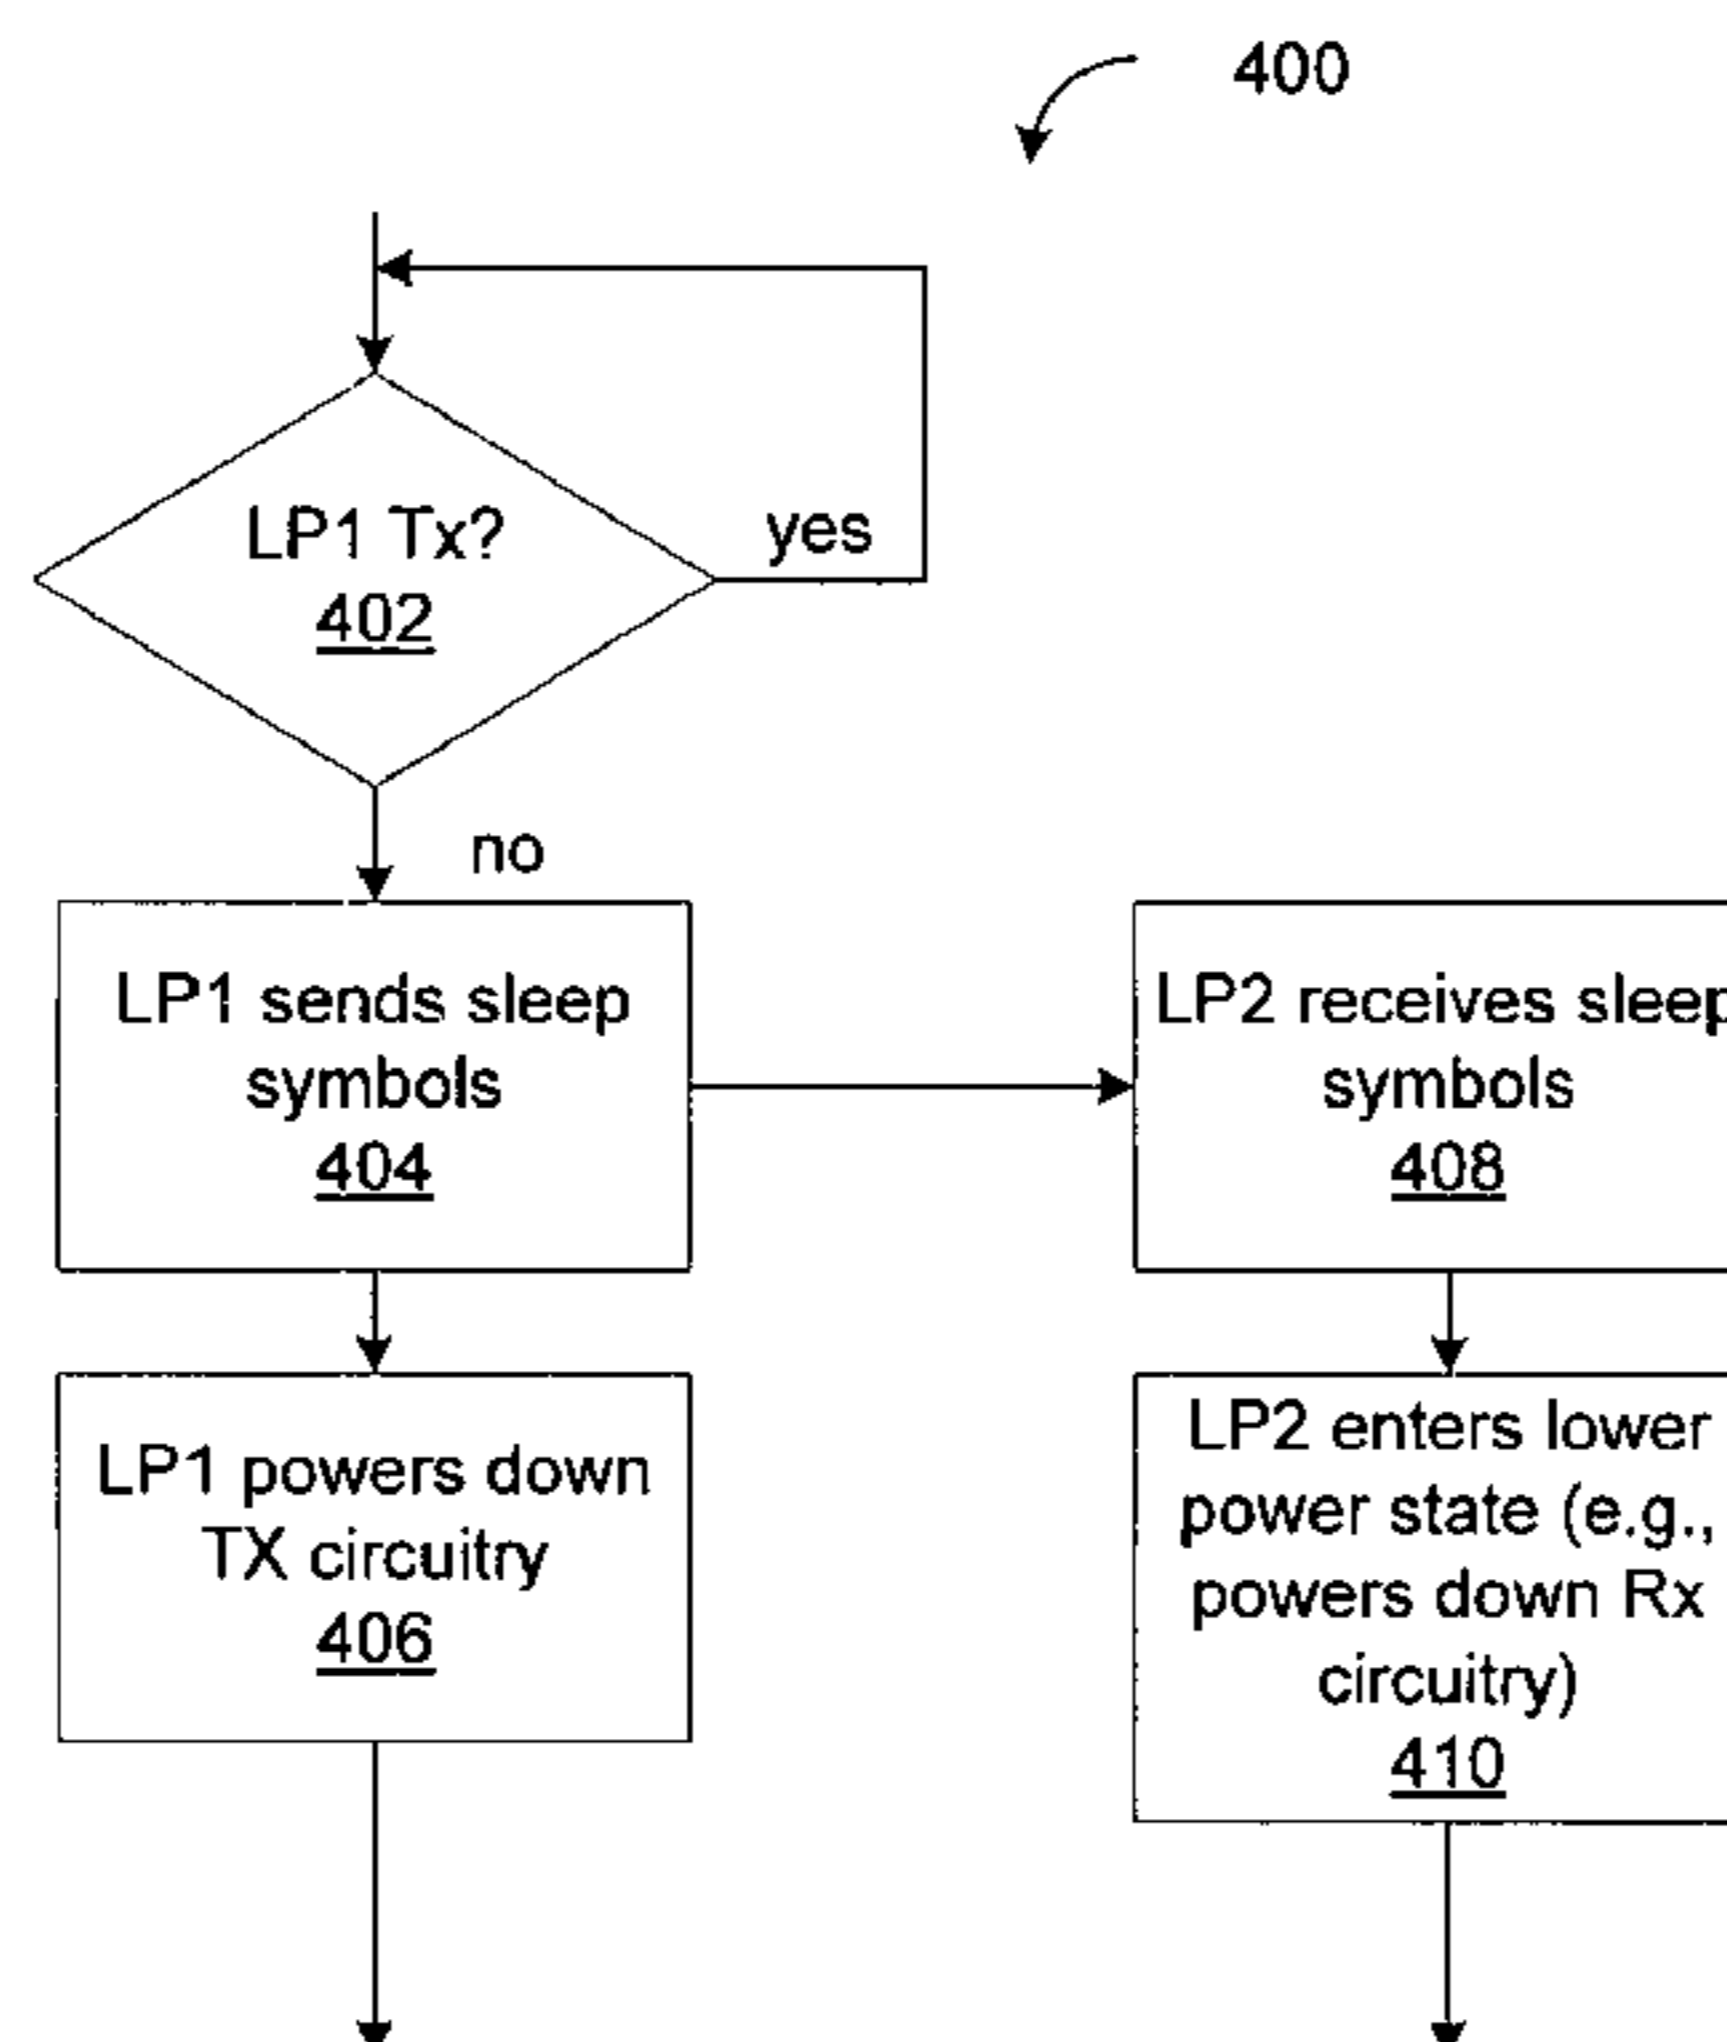 400
LP1 Tx?
402
yes
no
LP1 sends sleep
symbols
404
LP2 receives sleep
symbols
408
LP1 powers down
TX circuitry
406
LP2 enters lower
power state (e.g.,
powers down Rx
circuitry)
410